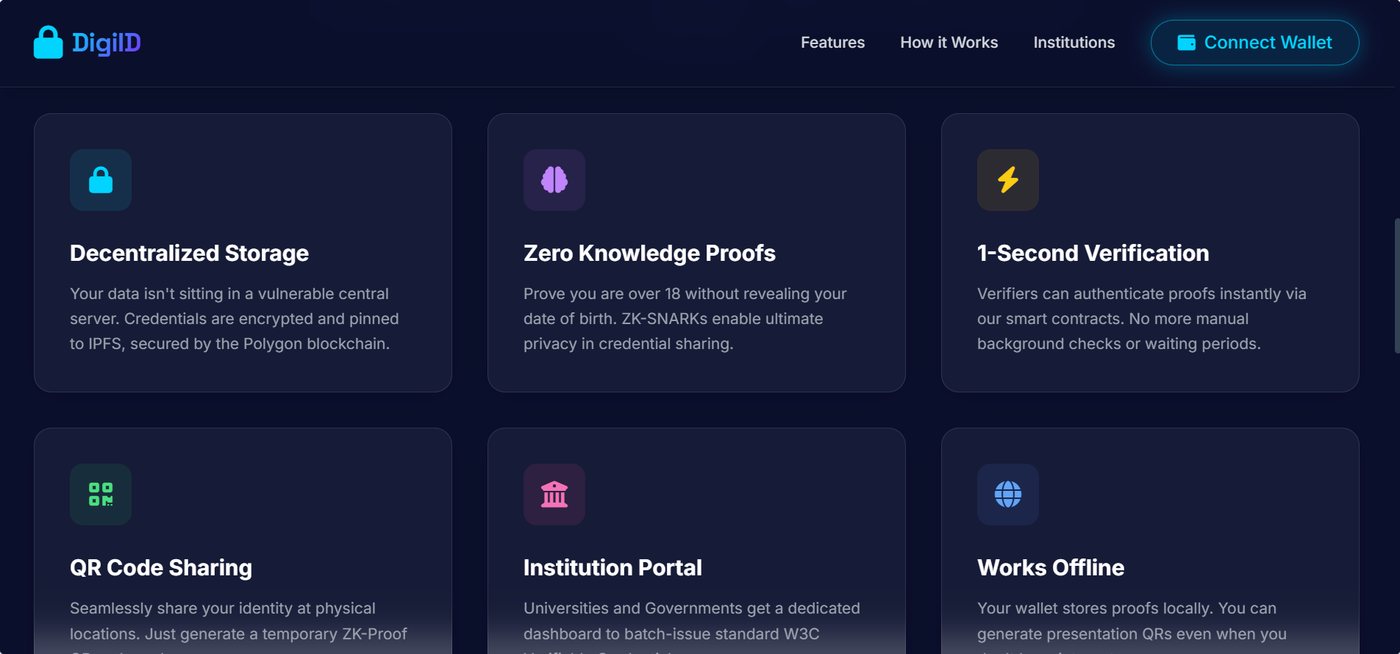 DigiID
Features
How it Works
Institutions
Connect Wallet
Decentralized Storage
Your data isn't sitting in a vulnerable central
server. Credentials are encrypted and pinned
to IPFS, secured by the Polygon blockchain.
Zero Knowledge Proofs
Prove you are over 18 without revealing your
date of birth. ZK-SNARKs enable ultimate
privacy in credential sharing.
1-Second Verification
Verifiers can authenticate proofs instantly via
our smart contracts. No more manual
background checks or waiting periods.
QR Code Sharing
Seamlessly share your identity at physical
locations. Just generate a temporary ZK-Proof
Institution Portal
Universities and Governments get a dedicated
dashboard to batch-issue standard W3C
Works Offline
Your wallet stores proofs locally. You can
generate presentation QRs even when you